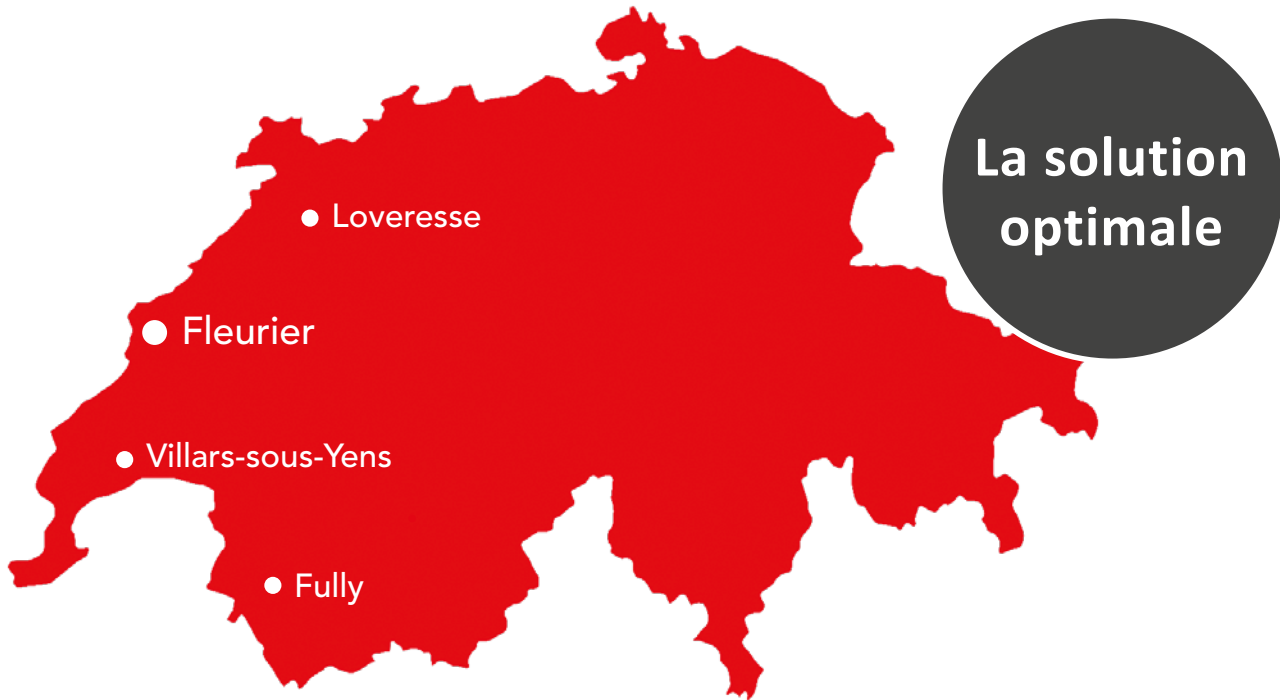 La solution
optimale
Loveresse
Fleurier
Villars-sous-Yens
Fully